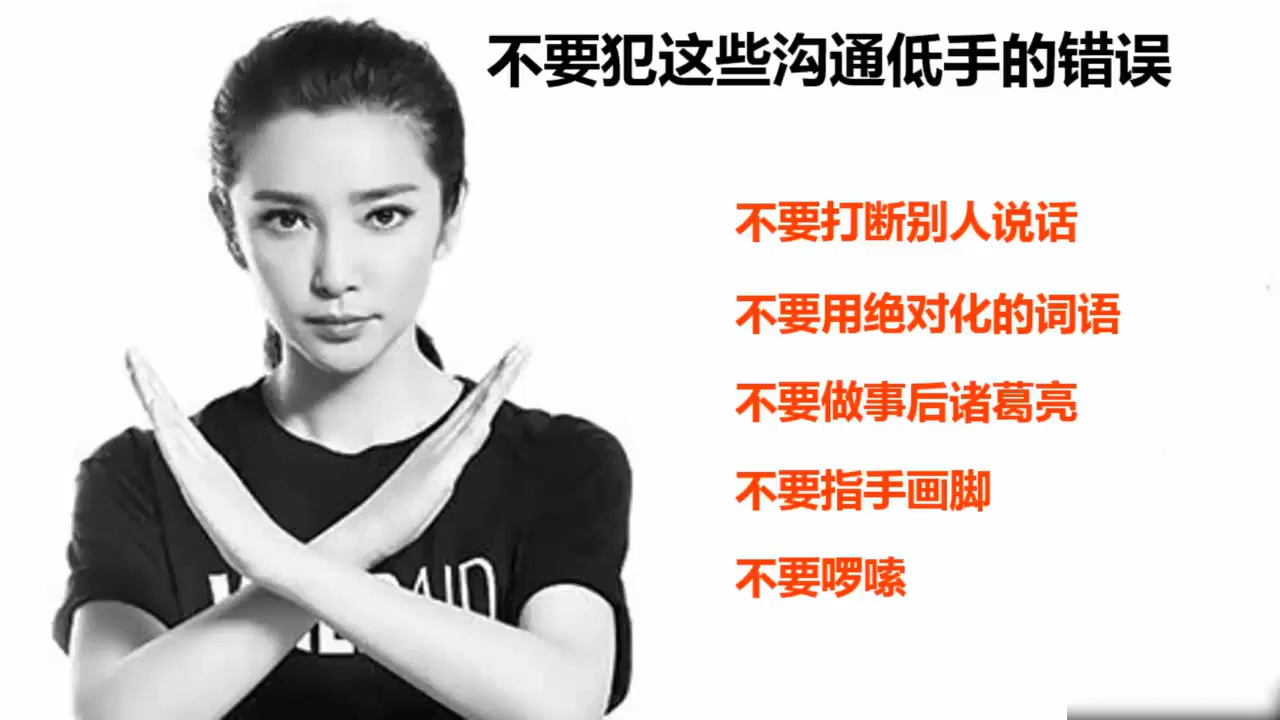 不要犯这些沟通低手的错误
不要打断别人说话
不要用绝对化的词语
不要做事后诸葛亮
不要指手画脚
不要啰嗦